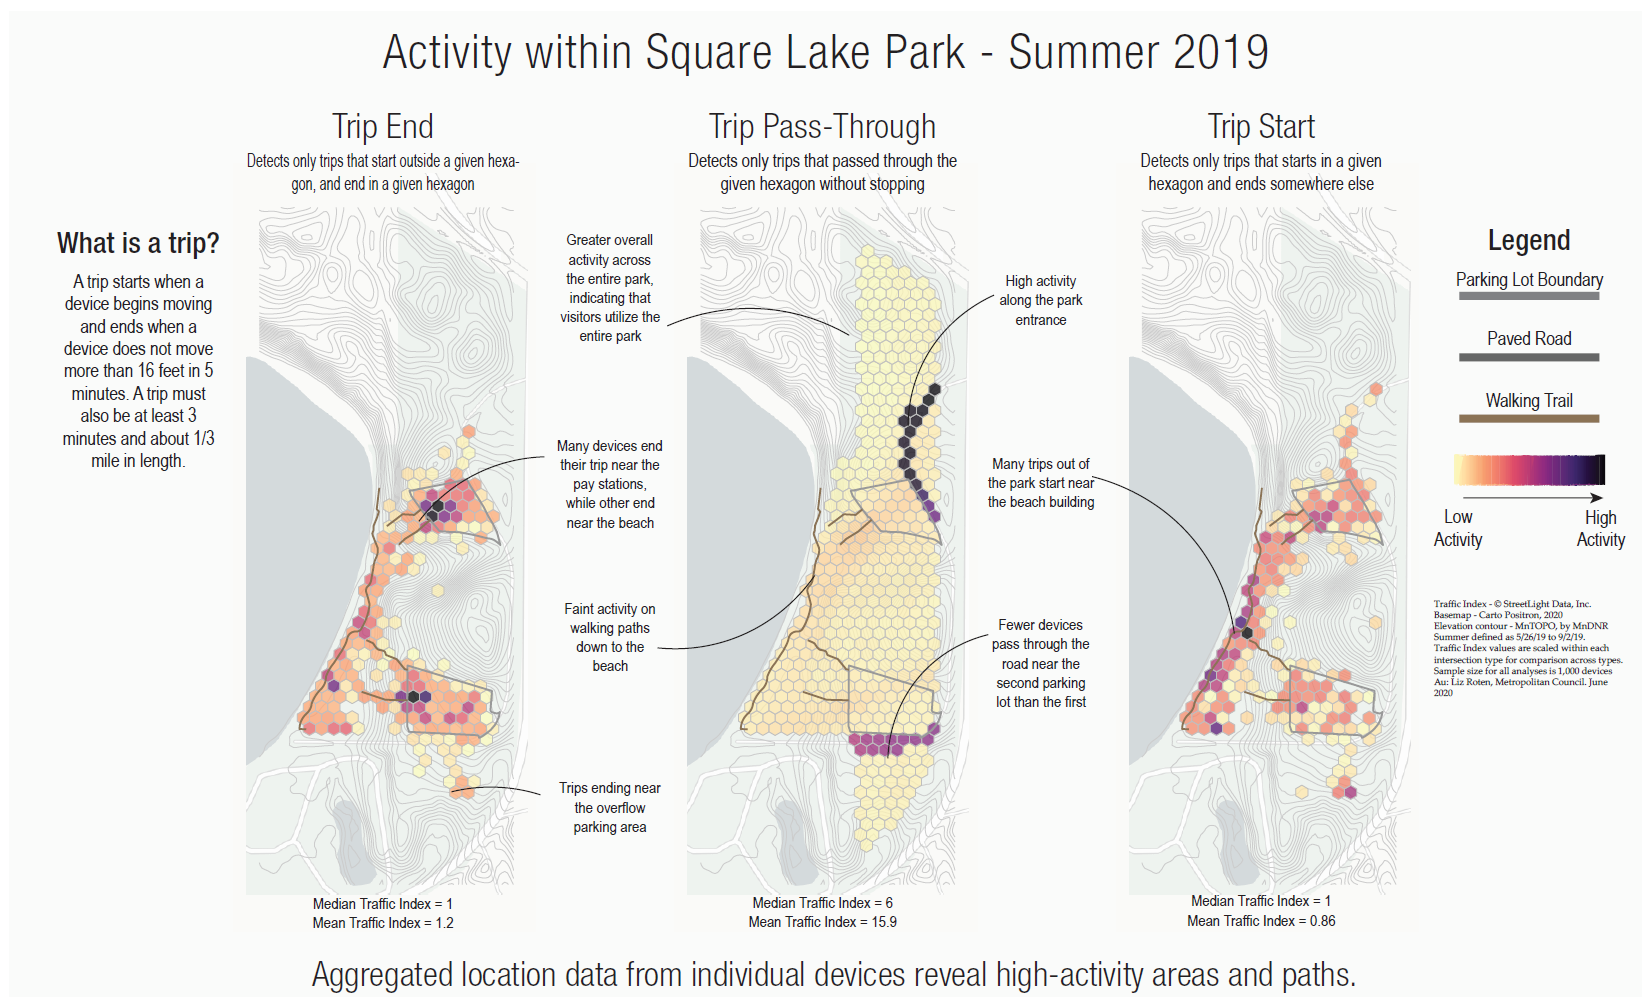 Activity within Square Lake Park - Summer 2019
What is a trip?
A trip starts when a
device begins moving
and ends when a
device does not move
more than 16 feet in 5
minutes. A trip must
also be at least 3
minutes and about 1/3
mile in length.
Trip End
Detects only trips that start outside a given hexa-
gon, and end in a given hexagon
Median Traffic Index = 1
Mean Traffic Index = 1.2
Greater overall
activity across
the entire park,
indicating that
visitors utilize the
entire park
Many devices end
their trip near the
pay stations,
while other end
near the beach
Faint activity on
walking paths
down to the
beach
Trips ending near
the overflow
parking area
Trip Pass-Through
Detects only trips that passed through the
given hexagon without stopping
Median Traffic Index = 6
Mean Traffic Index = 15.9
High activity
along the park
entrance
Many trips out of
the park start near
the beach building
Fewer devices
pass through the
road near the
second parking
lot than the first
Trip Start
Detects only trips that starts in a given
hexagon and ends somewhere else
Median Traffic Index = 1
Mean Traffic Index = 0.86
Legend
Parking Lot Boundary
Paved Road
Walking Trail
Low
Activity
High
Activity
Traffic Index - © StreetLight Data, Inc.
Basemap - Carto Positron, 2020
Elevation contour - MnTOPO, by MnDNR
Summer defined as 5/26/19 to 9/2/19.
Traffic Index values are scaled within each
intersection type for comparison across types.
Sample size for all analyses is 1,000 devices
Au: Liz Roten, Metropolitan Council. June
2020
Aggregated location data from individual devices reveal high-activity areas and paths.